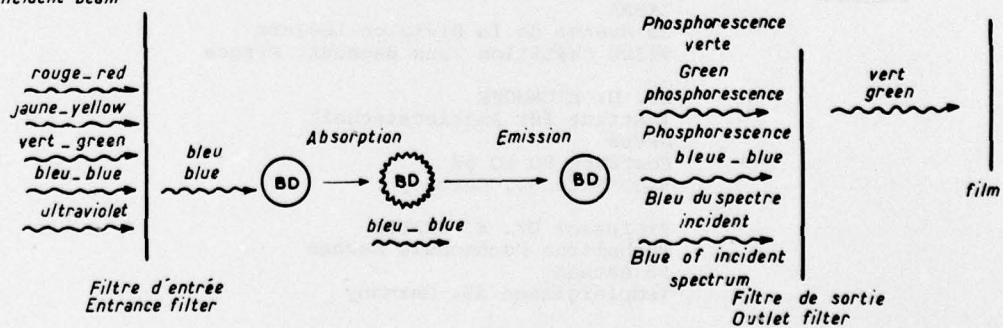 rouge_red
jaune_yellow
vert_green
bleu_blue
ultraviolet
Filtre d'entrée
Entrance filter
bleu
blue
BD
Absorption
BD
bleu_blue
Emission
BD
Phosphorescence
verte
Green
phosphorescence
Phosphorescence
bleue_blue
Bleu du spectre
incident
Blue of incident
spectrum
Filtre de sortie
Outlet filter
vert
green
film